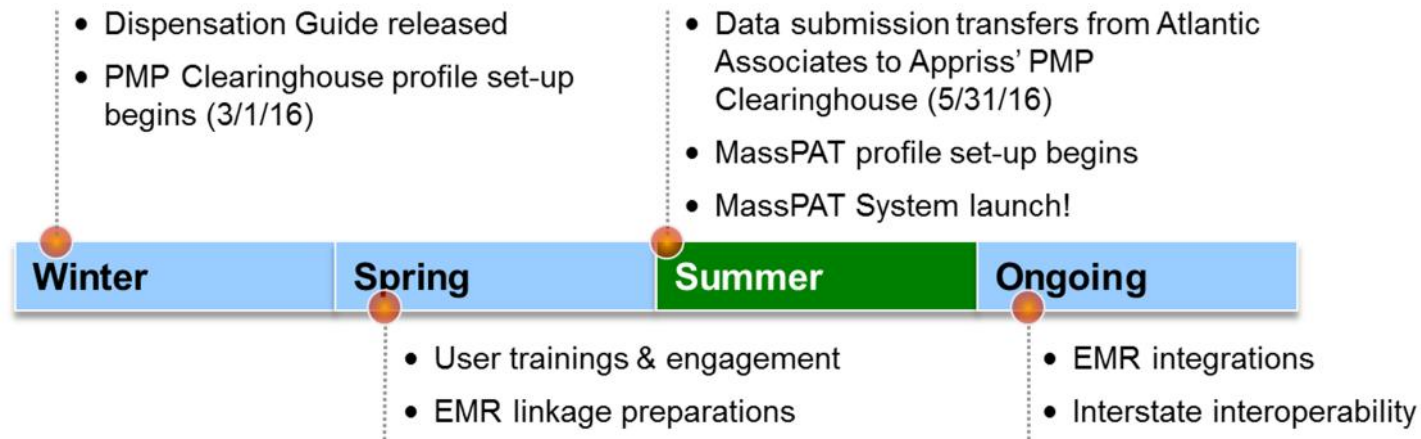 • Dispensation Guide released
• PMP Clearinghouse profile set-up
begins (3/1/16)
• Data submission transfers from Atlantic
Associates to Appriss’ PMP
Clearinghouse (5/31/16)
• MassPAT profile set-up begins
• MassPAT System launch!
Winter
Spring
Summer
Ongoing
• User trainings & engagement
• EMR linkage preparations
• EMR integrations
• Interstate interoperability